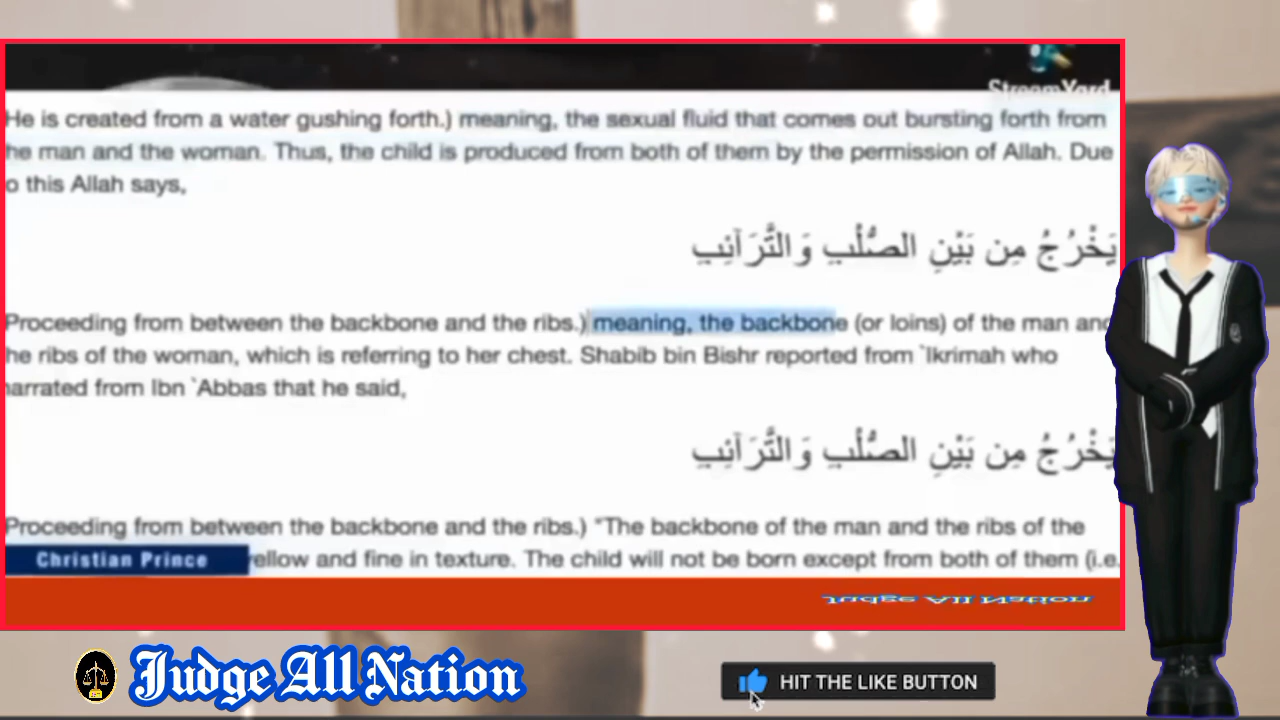 StreamYard
He is created from a water gushing forth.) meaning, the sexual fluid that comes out bursting forth from
he man and the woman. Thus, the child is produced from both of them by the permission of Allah. Due
o this Allah says,
يَخْرُجُ مِن بَيْنِ الصُّلْبِ وَالتَّرَآئِبِ
Proceeding from between the backbone and the ribs.) meaning, the backbone (or loins) of the man and
he ribs of the woman, which is referring to her chest. Shabib bin Bishr reported from `Ikrimah who
narrated from Ibn `Abbas that he said,
يَخْرُجُ مِن بَيْنِ الصُّلْبِ وَالتَّرَآئِبِ
Proceeding from between the backbone and the ribs.) "The backbone of the man and the ribs of the
Christian Prince
yellow and fine in texture. The child will not be born except from both of them (i.e.
Judge All Nation
Judge All Nation
HIT THE LIKE BUTTON